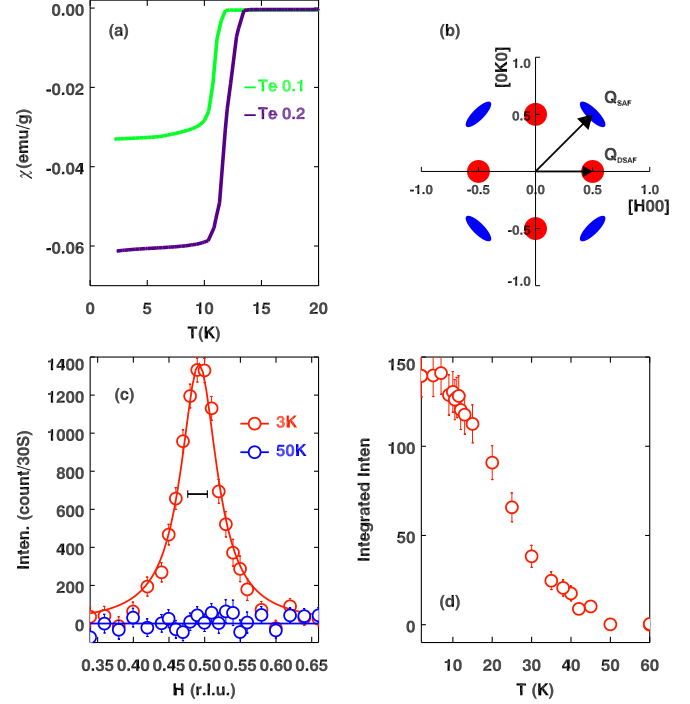 (a)
0.00
-0.02
-0.04
-0.06
χ(emu/g)
Te 0.1
Te 0.2
0
5
10
15
20
T(K)
(b)
[0K0]
1.0
0.5
-0.5
-1.0
-1.0
-0.5
0.0
0.5
1.0
[H00]
QSAF
QDSAF
(c)
1400
1200
1000
800
600
400
200
0
Inten. (count/30S)
3K
50K
0.35
0.40
0.45
0.50
0.55
0.60
0.65
H (r.l.u.)
(d)
150
100
50
0
Integrated Inten
10
20
30
40
50
60
T (K)